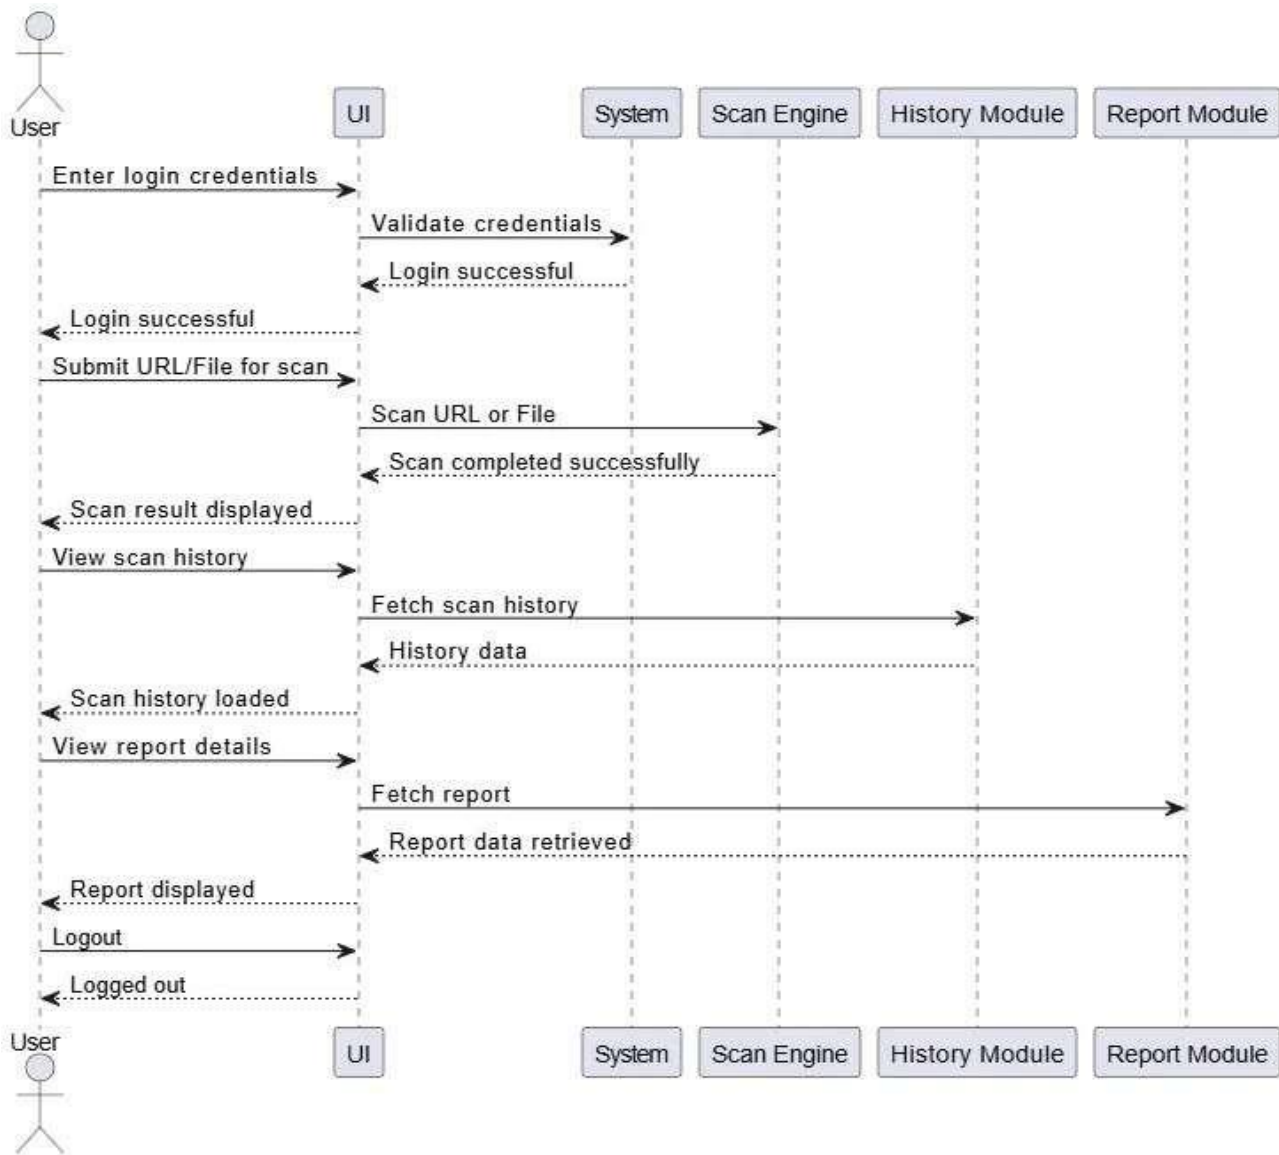 User
UI
System
Scan Engine
History Module
Report Module
Enter login credentials
Validate credentials
Login successful
Login successful
Submit URL/File for scan
Scan URL or File
Scan completed successfully
Scan result displayed
View scan history
Fetch scan history
History data
Scan history loaded
View report details
Fetch report
Report data retrieved
Report displayed
Logout
Logged out
User
UI
System
Scan Engine
History Module
Report Module